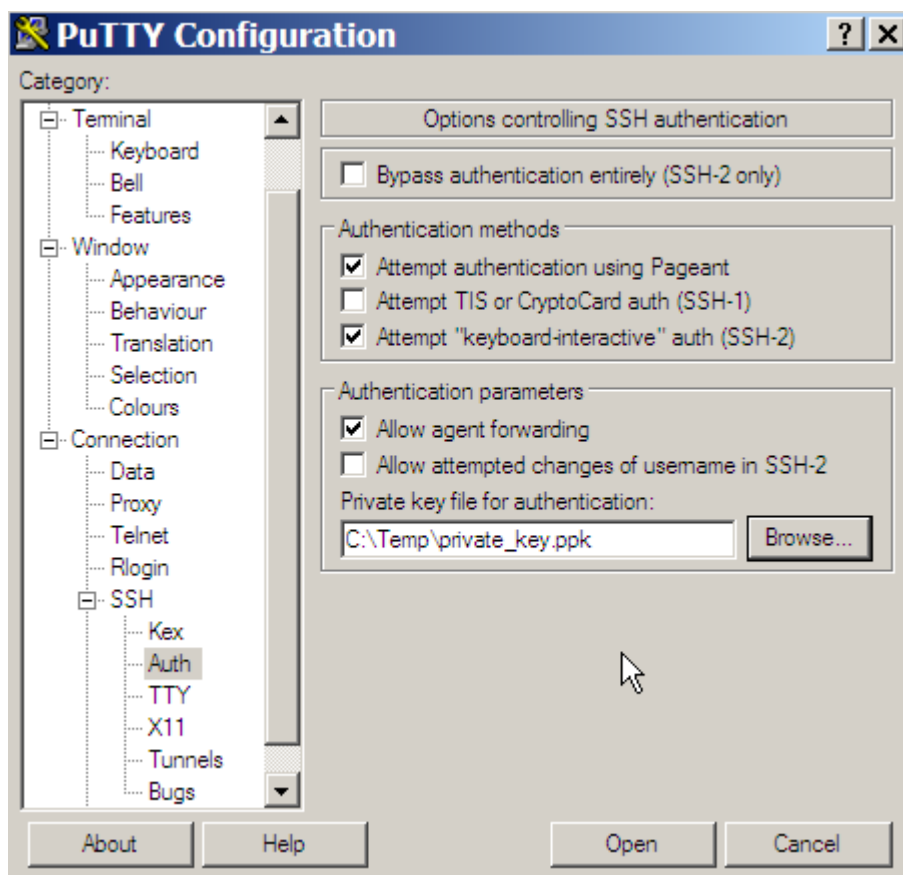 PuTTY Configuration
?
Category:
Terminal
Keyboard
Bell
Features
Window
Appearance
Behaviour
Translation
Selection
Colours
Connection
Data
Proxy
Telnet
Rlogin
SSH
Kex
Auth
TTY
X11
Tunnels
Bugs
Options controlling SSH authentication
Bypass authentication entirely (SSH-2 only)
Authentication methods
Attempt authentication using Pageant
Attempt TIS or CryptoCard auth (SSH-1)
Attempt "keyboard-interactive" auth (SSH-2)
Authentication parameters
Allow agent forwarding
Allow attempted changes of username in SSH-2
Private key file for authentication:
C:\Temp\private_key.ppk Browse...
About Help Open Cancel